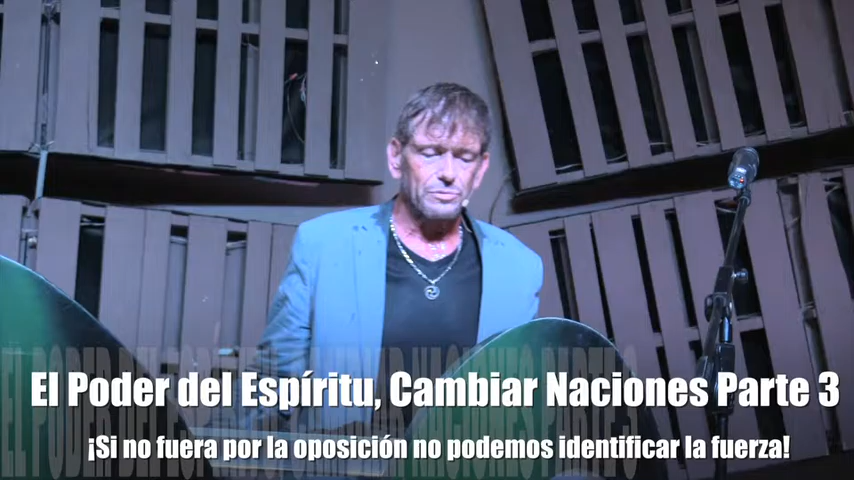 El Poder del Espíritu, Cambiar Naciones Parte 3
¡Si no fuera por la oposición no podemos identificar la fuerza!